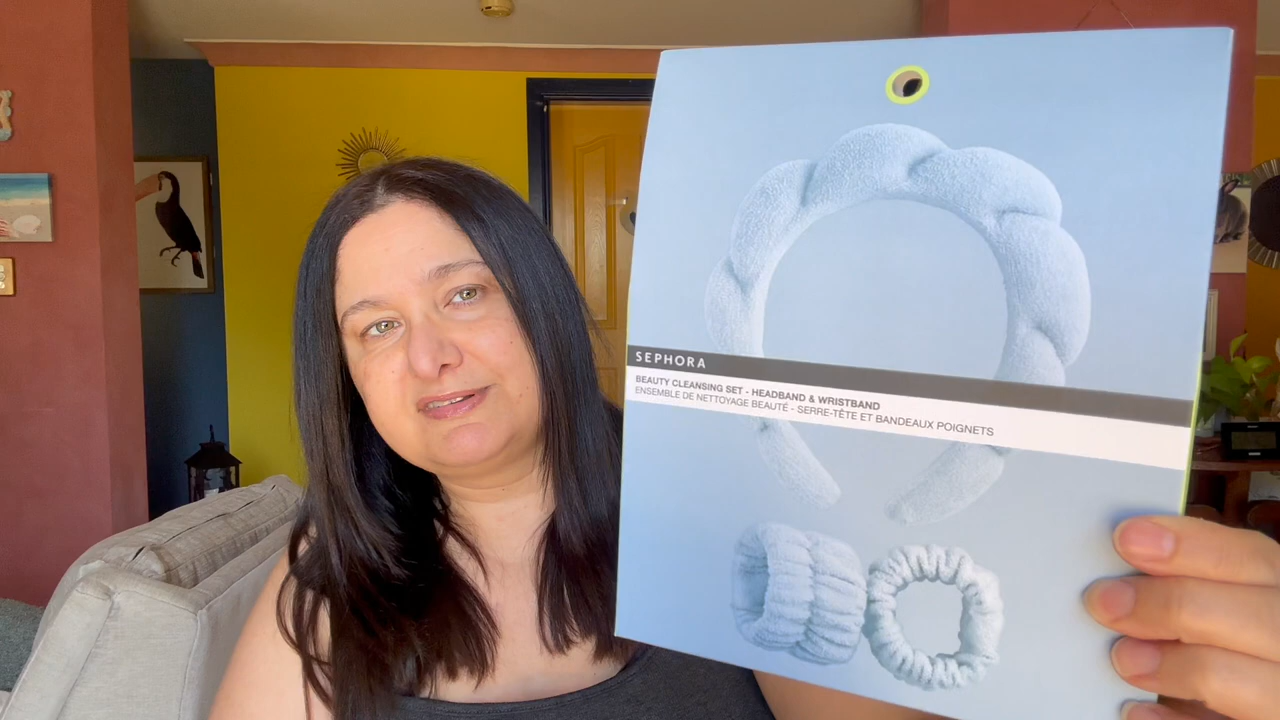 SEPHORA
BEAUTY CLEANSING SET - HEADBAND & WRISTBAND
ENSEMBLE DE NETTOYAGE BEAUTÉ - SERRE-TÊTE ET BANDEAUX POIGNETS